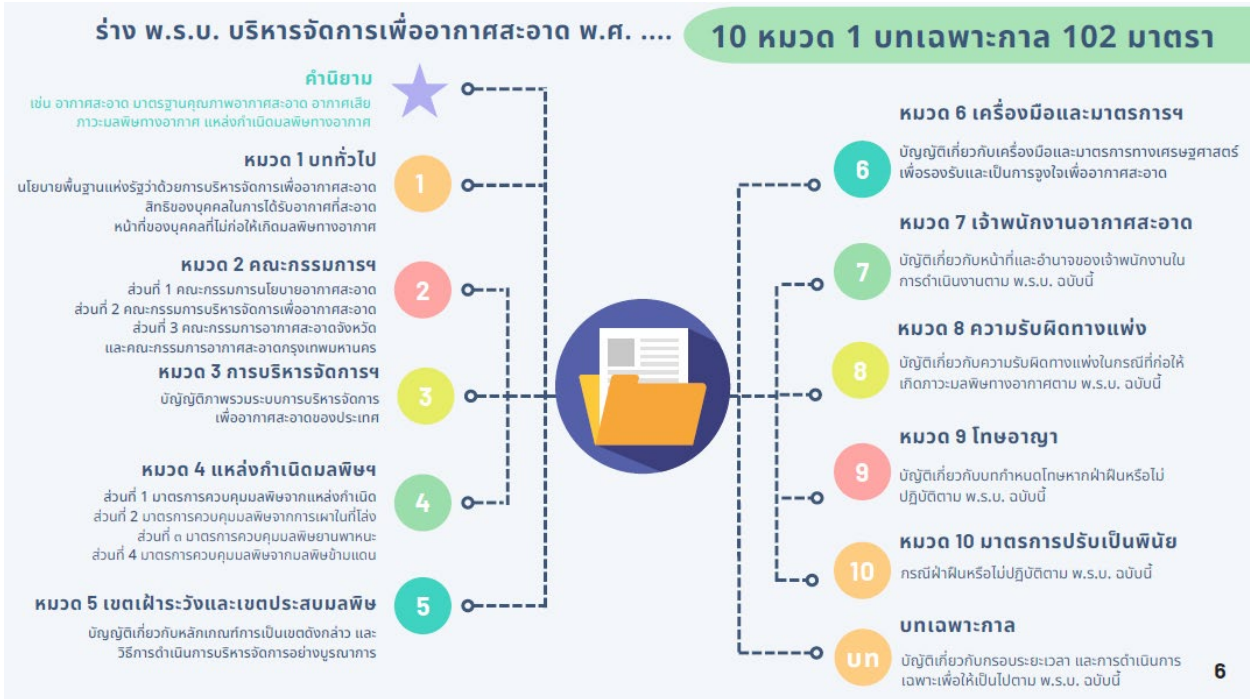 ร่าง พ.ร.บ. บริหารจัดการเพื่ออากาศสะอาด พ.ศ. ....
10 หมวด 1 บทเฉพาะกาล 102 มาตรา
คำนิยาม
เช่น อากาศสะอาด มาตรฐานคุณภาพอากาศสะอาด อากาศเสีย
ภาวะมลพิษทางอากาศ แหล่งกำเนิดมลพิษทางอากาศ
หมวด 1 บททั่วไป
นโยบายพื้นฐานแห่งรัฐว่าด้วยการบริหารจัดการเพื่ออากาศสะอาด
สิทธิของบุคคลในการได้รับอากาศที่สะอาด
หน้าที่ของบุคคลที่ไม่ก่อให้เกิดมลพิษทางอากาศ
1
หมวด 2 คณะกรรมการฯ
ส่วนที่ 1 คณะกรรมการนโยบายอากาศสะอาด
ส่วนที่ 2 คณะกรรมการบริหารจัดการเพื่ออากาศสะอาด
ส่วนที่ 3 คณะกรรมการอากาศสะอาดจังหวัด
และคณะกรรมการอากาศสะอาดกรุงเทพมหานคร
2
หมวด 3 การบริหารจัดการฯ
บัญญัติภาพรวมระบบการบริหารจัดการ
เพื่ออากาศสะอาดของประเทศ
3
หมวด 4 แหล่งกำเนิดมลพิษฯ
ส่วนที่ 1 มาตรการควบคุมมลพิษจากแหล่งกำเนิด
ส่วนที่ 2 มาตรการควบคุมมลพิษจากการเผาในที่โล่ง
ส่วนที่ ๓ มาตรการควบคุมมลพิษยานพาหนะ
ส่วนที่ 4 มาตรการควบคุมมลพิษจากมลพิษข้ามแดน
4
หมวด 5 เขตเฝ้าระวังและเขตประสบมลพิษ
บัญญัติเกี่ยวกับหลักเกณฑ์การเป็นเขตดังกล่าว และ
วิธีการดำเนินการบริหารจัดการอย่างบูรณาการ
5
หมวด 6 เครื่องมือและมาตรการฯ
บัญญัติเกี่ยวกับเครื่องมือและมาตรการทางเศรษฐศาสตร์
เพื่อรองรับและเป็นการจูงใจเพื่ออากาศสะอาด
6
หมวด 7 เจ้าพนักงานอากาศสะอาด
บัญัติเกี่ยวกับหน้าที่และอำนาจของเจ้าพนักงานใน
การดำเนินงานตาม พ.ร.บ. ฉบับนี้
7
หมวด 8 ความรับผิดทางแพ่ง
บัญัติเกี่ยวกับความรับผิดทางแพ่งในกรณีที่ก่อให้
เกิดภาวะมลพิษทางอากาศตาม พ.ร.บ. ฉบับนี้
8
หมวด 9 โทษอาญา
บัญัติเกี่ยวกับบทกำหนดโทษหากฝ่าฝืนหรือไม่
ปฏิบัติตาม พ.ร.บ. ฉบับนี้
9
หมวด 10 มาตรการปรับเป็นพินัย
กรณีฝ่าฝืนหรือไม่ปฏิบัติตาม พ.ร.บ. ฉบับนี้
10
บทเฉพาะกาล
บัญัติเกี่ยวกับกรอบระยะเวลา และการดำเนินการ
เฉพาะเพื่อให้เป็นไปตาม พ.ร.บ. ฉบับนี้
บท
6